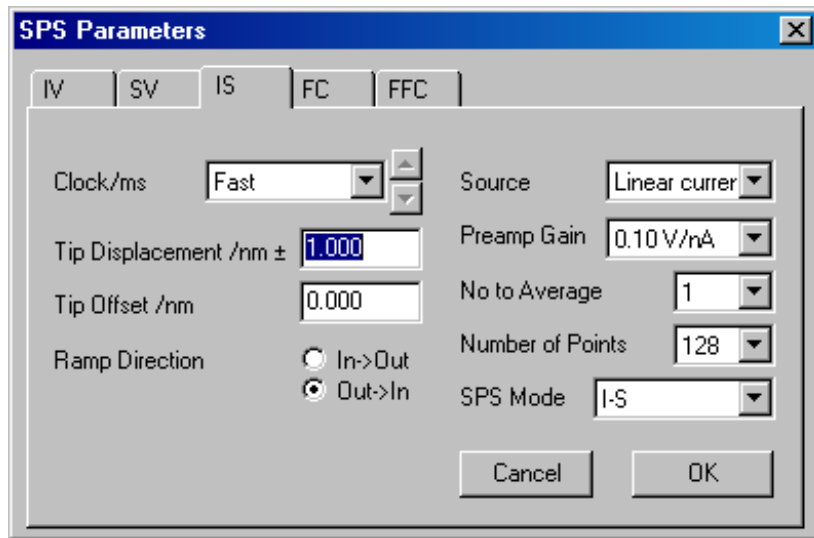 SPS Parameters
IV SV IS FC FFC
Clock/ms Fast
Tip Displacement /nm ± 1.000
Tip Offset /nm 0.000
Ramp Direction In->Out
Out->In
Source Linear currer
Preamp Gain 0.10 V/nA
No to Average 1
Number of Points 128
SPS Mode I-S
Cancel OK